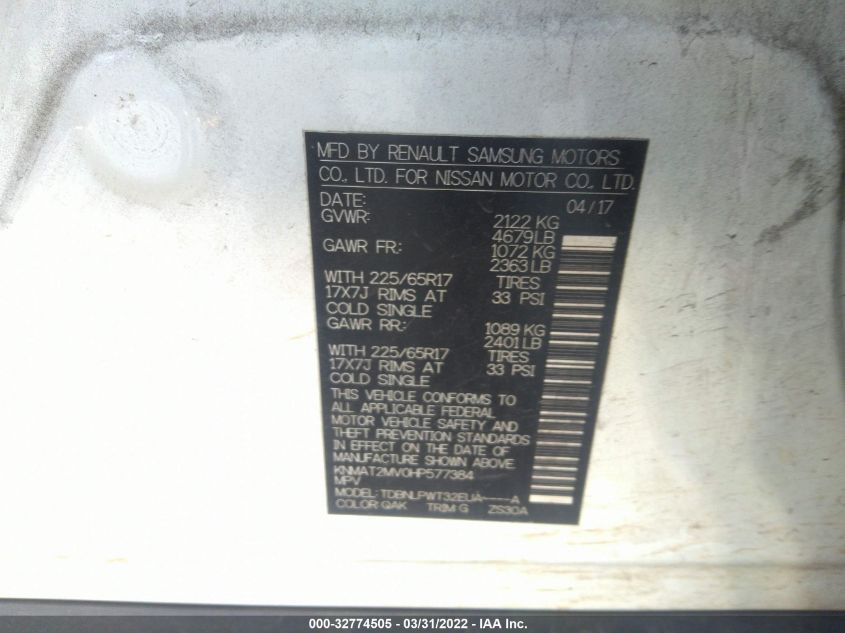 MFD BY RENAULT SAMSUNG MOTORS
CO., LTD. FOR NISSAN MOTOR CO., LTD.
DATE: 04/17
GVWR: 2122 KG
4679LB
GAWR FR.: 1072 KG
2363LB
WITH 225/65R17 TIRES
17X7J RIMS AT 33 PSI
COLD SINGLE
GAWR RR.: 1089 KG
2401LB
WITH 225/65R17 TIRES
17X7J RIMS AT 33 PSI
COLD SINGLE
THIS VEHICLE CONFORMS TO
ALL APPLICABLE FEDERAL
MOTOR VEHICLE SAFETY AND
THEFT PREVENTION STANDARDS
IN EFFECT ON THE DATE OF
MANUFACTURE SHOWN ABOVE.
KNMAT2MV0HP577384
MPV
MODEL: TDBNLPWT32EUA-----A
COLOR: QAK TRIM: G ZS30A
000-32774505 - 03/31/2022 - IAA Inc.